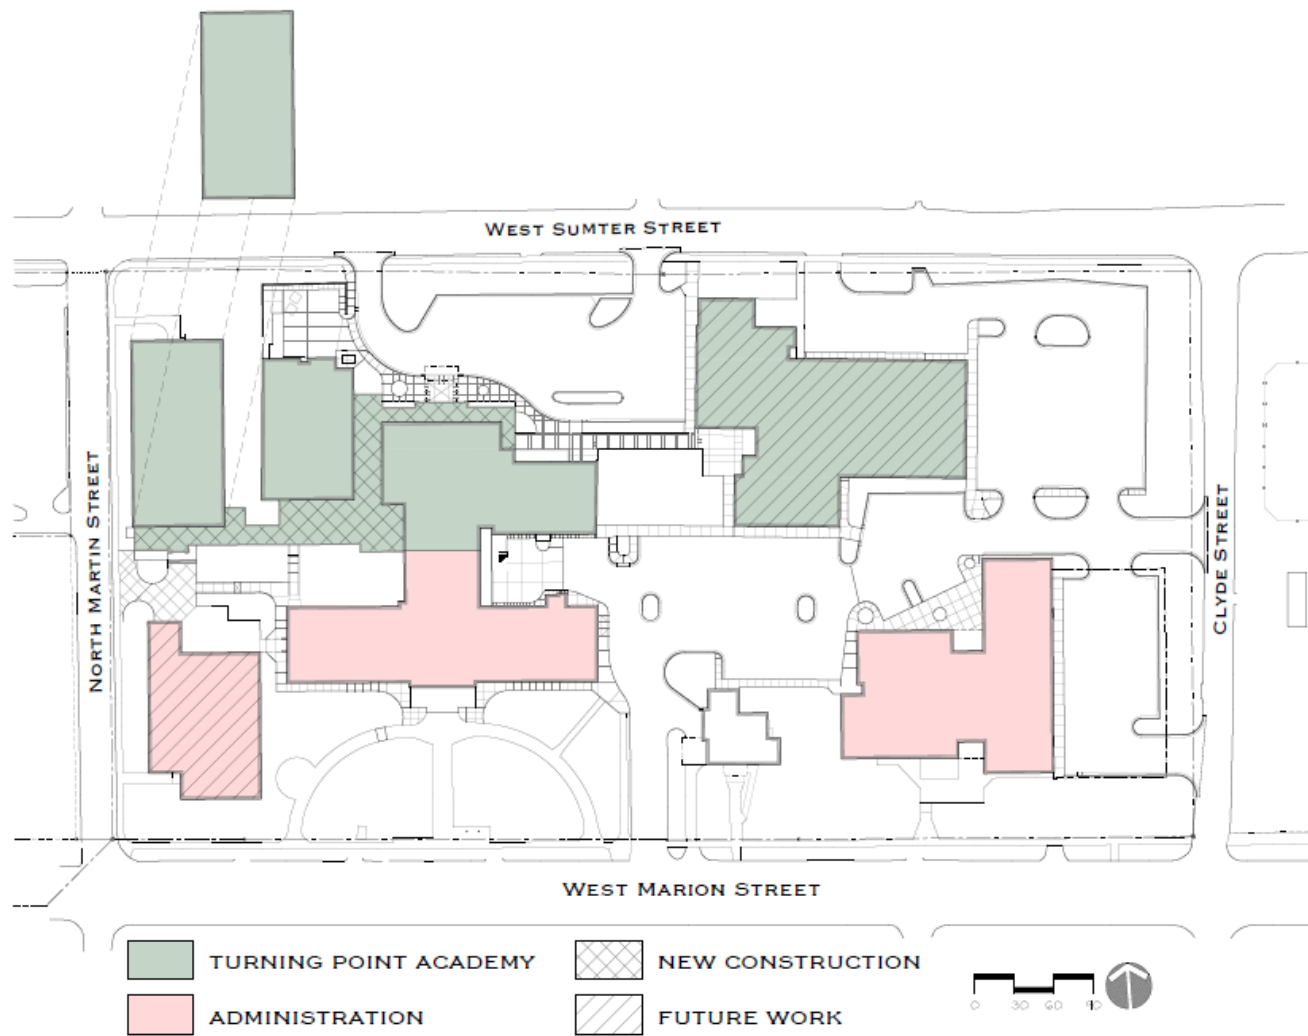 WEST SUMTER STREET
NORTH MARTIN STREET
CLYDE STREET
WEST MARION STREET
TURNING POINT ACADEMY
NEW CONSTRUCTION
ADMINISTRATION
FUTURE WORK
0 30 60 90